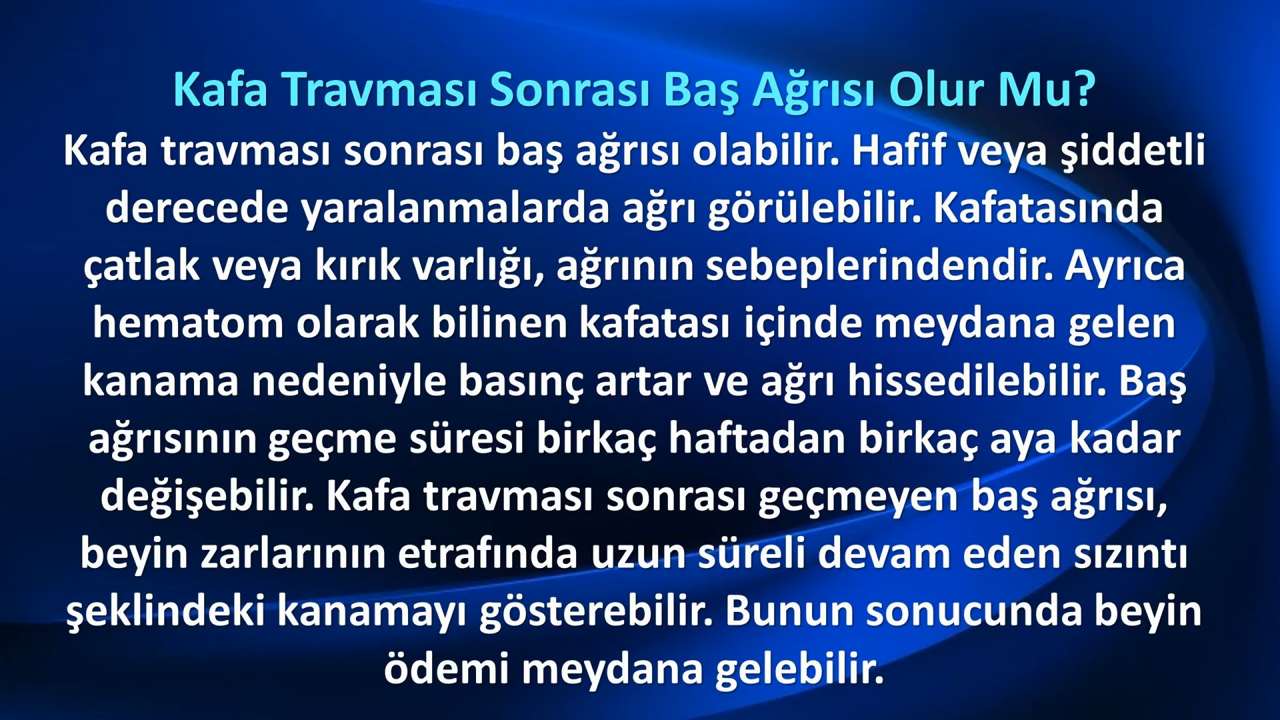 Kafa Travması Sonrası Baş Ağrısı Olur Mu?
Kafa travması sonrası baş ağrısı olabilir. Hafif veya şiddetli
derecede yaralanmalarda ağrı görülebilir. Kafatasında
çatlak veya kırık varlığı, ağrının sebeplerindendir. Ayrıca
hematom olarak bilinen kafatası içinde meydana gelen
kanama nedeniyle basınç artar ve ağrı hissedilebilir. Baş
ağrısının geçme süresi birkaç haftadan birkaç aya kadar
değişebilir. Kafa travması sonrası geçmeyen baş ağrısı,
beyin zarlarının etrafında uzun süreli devam eden sızıntı
şeklindeki kanamayı gösterebilir. Bunun sonucunda beyin
ödemi meydana gelebilir.